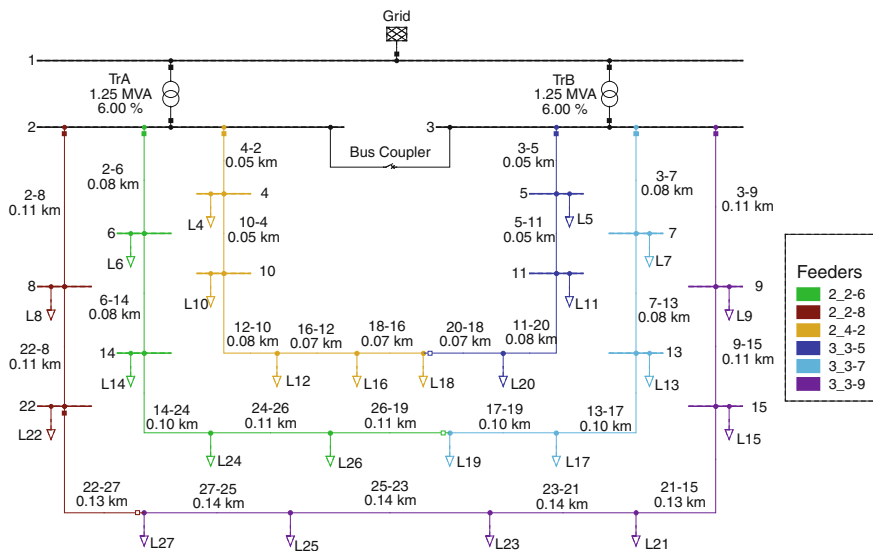 Grid
1
TrA
1.25 MVA
6.00 %
TrB
1.25 MVA
6.00 %
2
3
Bus Coupler
2-8
0.11 km
2-6
0.08 km
4-2
0.05 km
3-5
0.05 km
3-7
0.08 km
3-9
0.11 km
4
L4
5
L5
6
L6
7
L7
10-4
0.05 km
5-11
0.05 km
8
L8
9
L9
10
L10
11
L11
6-14
0.08 km
7-13
0.08 km
22-8
0.11 km
9-15
0.11 km
12-10
0.08 km
16-12
0.07 km
18-16
0.07 km
20-18
0.07 km
11-20
0.08 km
14
L14
13
L13
L12
L16
L18
L20
22
L22
15
L15
14-24
0.10 km
24-26
0.11 km
26-19
0.11 km
17-19
0.10 km
13-17
0.10 km
L24
L26
L19
L17
22-27
0.13 km
27-25
0.14 km
25-23
0.14 km
23-21
0.14 km
21-15
0.13 km
L27
L25
L23
L21
Feeders
2_2-6
2_2-8
2_4-2
3_3-5
3_3-7
3_3-9